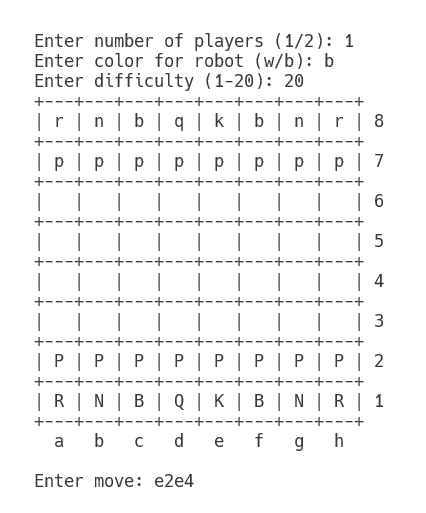 Enter number of players (1/2): 1
Enter color for robot (w/b): b
Enter difficulty (1-20): 20
+---+---+---+---+---+---+---+---+
| r | n | b | q | k | b | n | r | 8
+---+---+---+---+---+---+---+---+
| p | p | p | p | p | p | p | p | 7
+---+---+---+---+---+---+---+---+
|   |   |   |   |   |   |   |   | 6
+---+---+---+---+---+---+---+---+
|   |   |   |   |   |   |   |   | 5
+---+---+---+---+---+---+---+---+
|   |   |   |   |   |   |   |   | 4
+---+---+---+---+---+---+---+---+
|   |   |   |   |   |   |   |   | 3
+---+---+---+---+---+---+---+---+
| P | P | P | P | P | P | P | P | 2
+---+---+---+---+---+---+---+---+
| R | N | B | Q | K | B | N | R | 1
+---+---+---+---+---+---+---+---+
  a   b   c   d   e   f   g   h
Enter move: e2e4